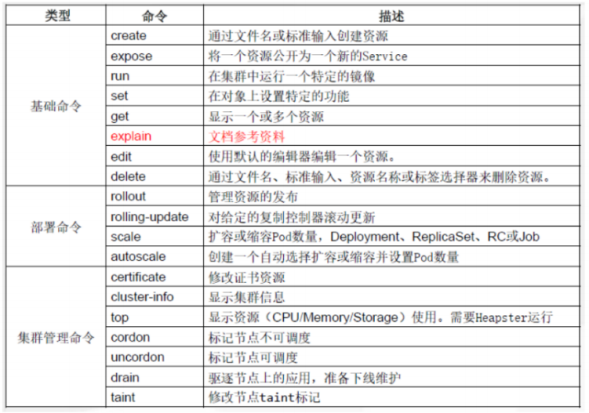 类型 命令 描述
基础命令
create 通过文件名或标准输入创建资源
expose 将一个资源公开为一个新的Service
run 在集群中运行一个特定的镜像
set 在对象上设置特定的功能
get 显示一个或多个资源
explain 文档参考资料
edit 使用默认的编辑器编辑一个资源。
delete 通过文件名、标准输入、资源名称或标签选择器来删除资源。
部署命令
rollout 管理资源的发布
rolling-update 对给定的复制控制器滚动更新
scale 扩容或缩容Pod数量，Deployment、ReplicaSet、RC或Job
autoscale 创建一个自动选择扩容或缩容并设置Pod数量
集群管理命令
certificate 修改证书资源
cluster-info 显示集群信息
top 显示资源（CPU/Memory/Storage）使用。需要Heapster运行
cordon 标记节点不可调度
uncordon 标记节点可调度
drain 驱逐节点上的应用，准备下线维护
taint 修改节点taint标记